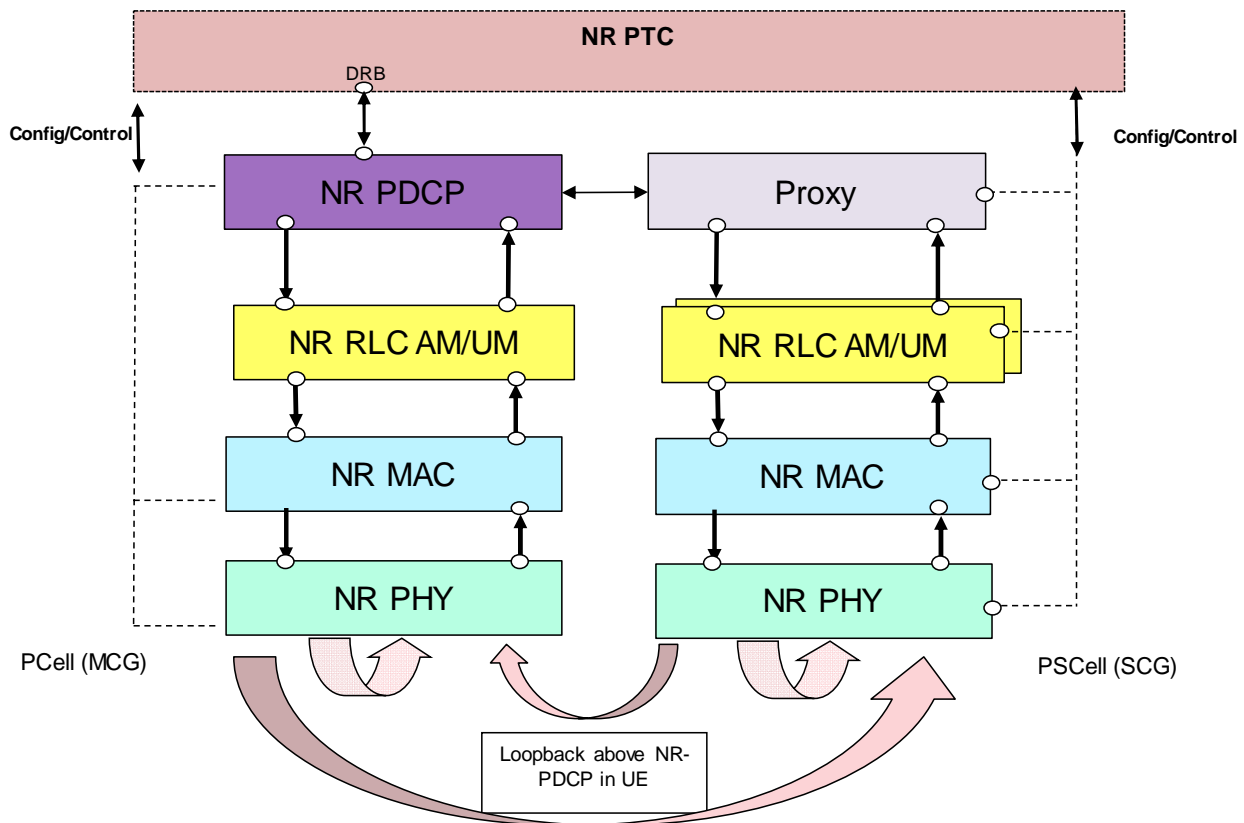 NR PTC
DRB
Config/Control
Config/Control
NR PDCP
Proxy
NR RLC AM/UM
NR RLC AM/UM
NR MAC
NR MAC
NR PHY
NR PHY
PCell (MCG)
PSCell (SCG)
Loopback above NR-
PDCP in UE